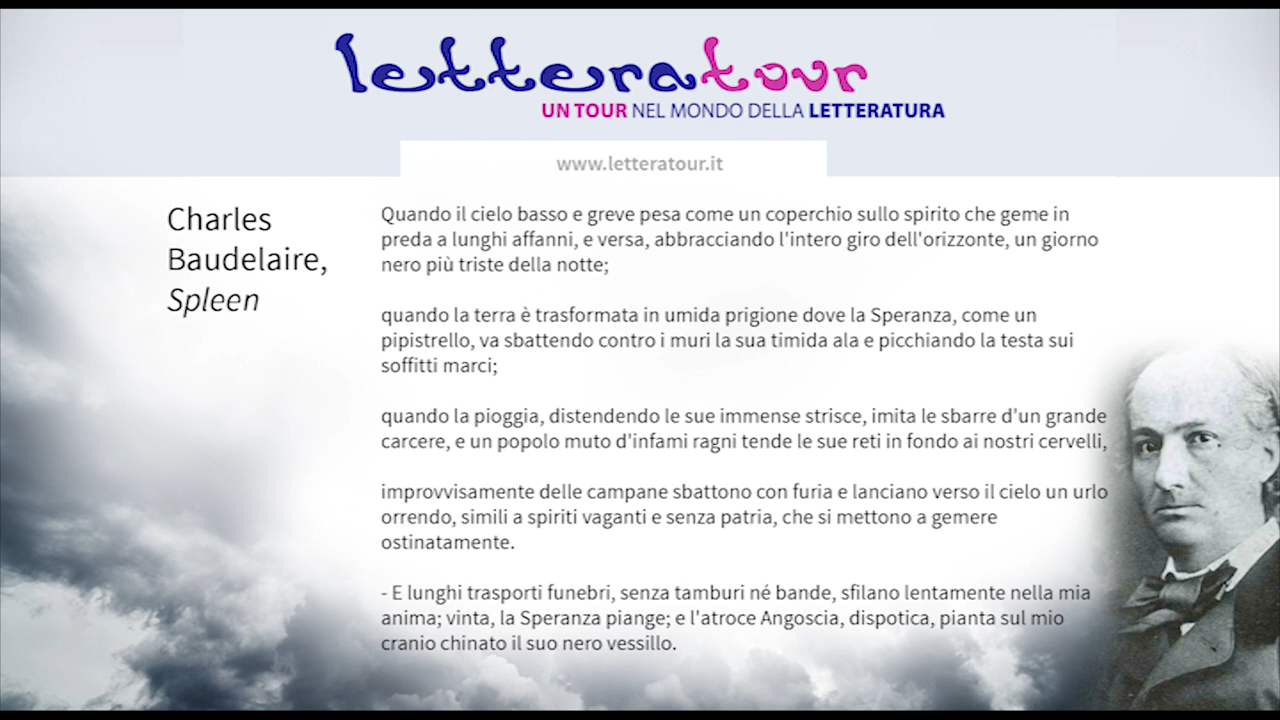 letteratour
UN TOUR NEL MONDO DELLA LETTERATURA
www.letteratour.it
Charles
Baudelaire,
Spleen
Quando il cielo basso e greve pesa come un coperchio sullo spirito che geme in
preda a lunghi affanni, e versa, abbracciando l'intero giro dell'orizzonte, un giorno
nero più triste della notte;
quando la terra è trasformata in umida prigione dove la Speranza, come un
pipistrello, va sbattendo contro i muri la sua timida ala e picchiando la testa sui
soffitti marci;
quando la pioggia, distendendo le sue immense strisce, imita le sbarre d'un grande
carcere, e un popolo muto d'infami ragni tende le sue reti in fondo ai nostri cervelli,
improvvisamente delle campane sbattono con furia e lanciano verso il cielo un urlo
orrendo, simili a spiriti vaganti e senza patria, che si mettono a gemere
ostinatamente.
- E lunghi trasporti funebri, senza tamburi né bande, sfilano lentamente nella mia
anima; vinta, la Speranza piange; e l'atroce Angoscia, dispotica, pianta sul mio
cranio chinato il suo nero vessillo.